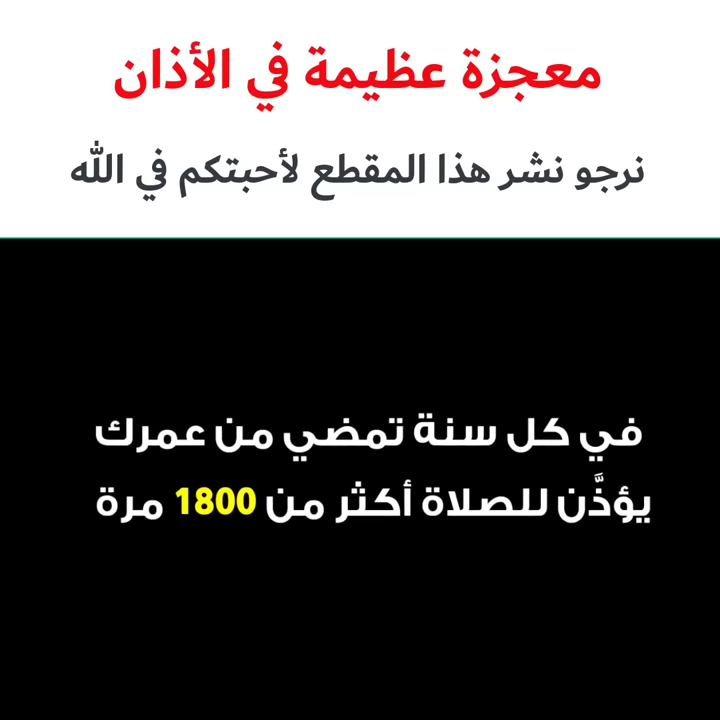 معجزة عظيمة في الأذان
نرجو نشر هذا المقطع لأحبتكم في الله
في كل سنة تمضي من عمرك
يؤذَّن للصلاة أكثر من 1800 مرة